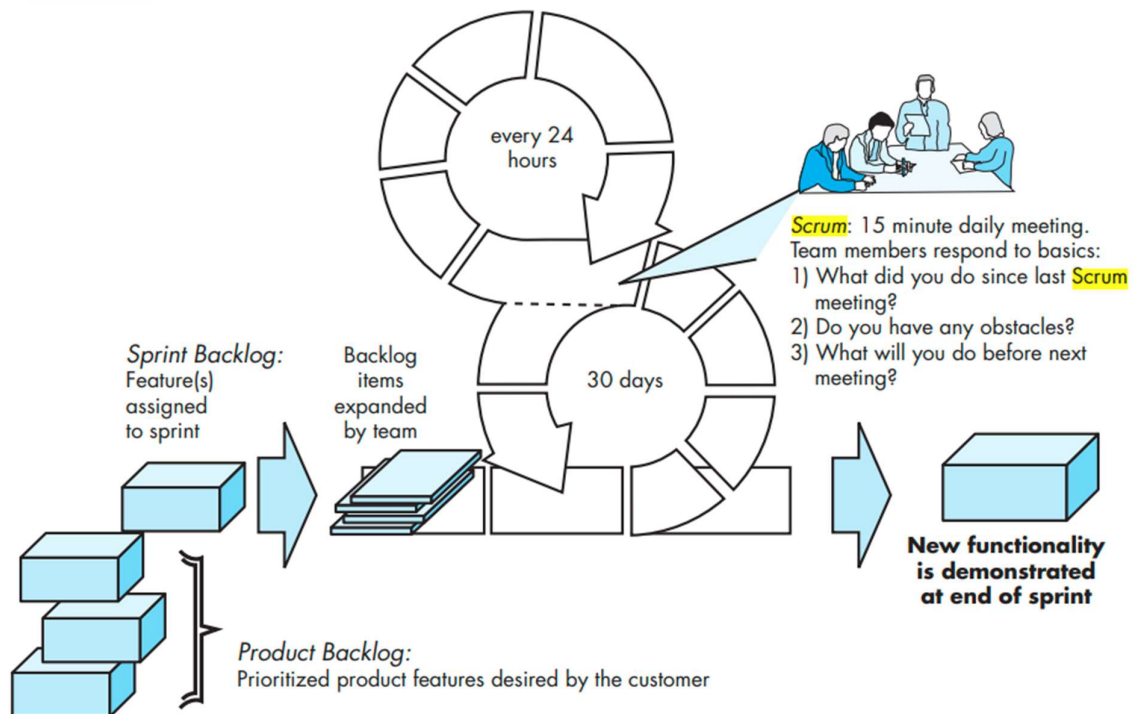 every 24
hours
Scrum: 15 minute daily meeting.
Team members respond to basics:
1) What did you do since last Scrum
meeting?
2) Do you have any obstacles?
3) What will you do before next
meeting?
Sprint Backlog:
Feature(s)
assigned
to sprint
Backlog
items
expanded
by team
30 days
New functionality
is demonstrated
at end of sprint
Product Backlog:
Prioritized product features desired by the customer